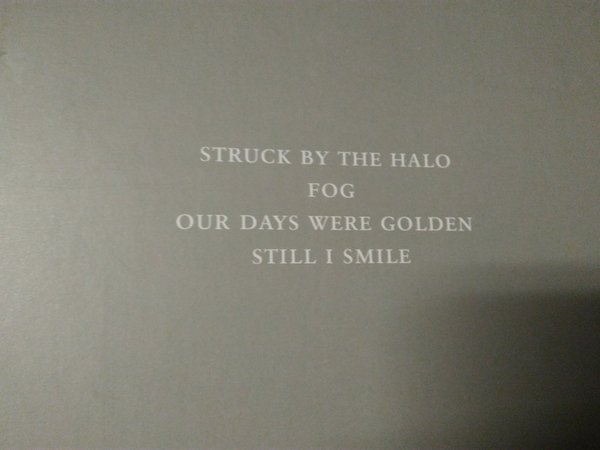 STRUCK BY THE HALO
FOG
OUR DAYS WERE GOLDEN
STILL I SMILE